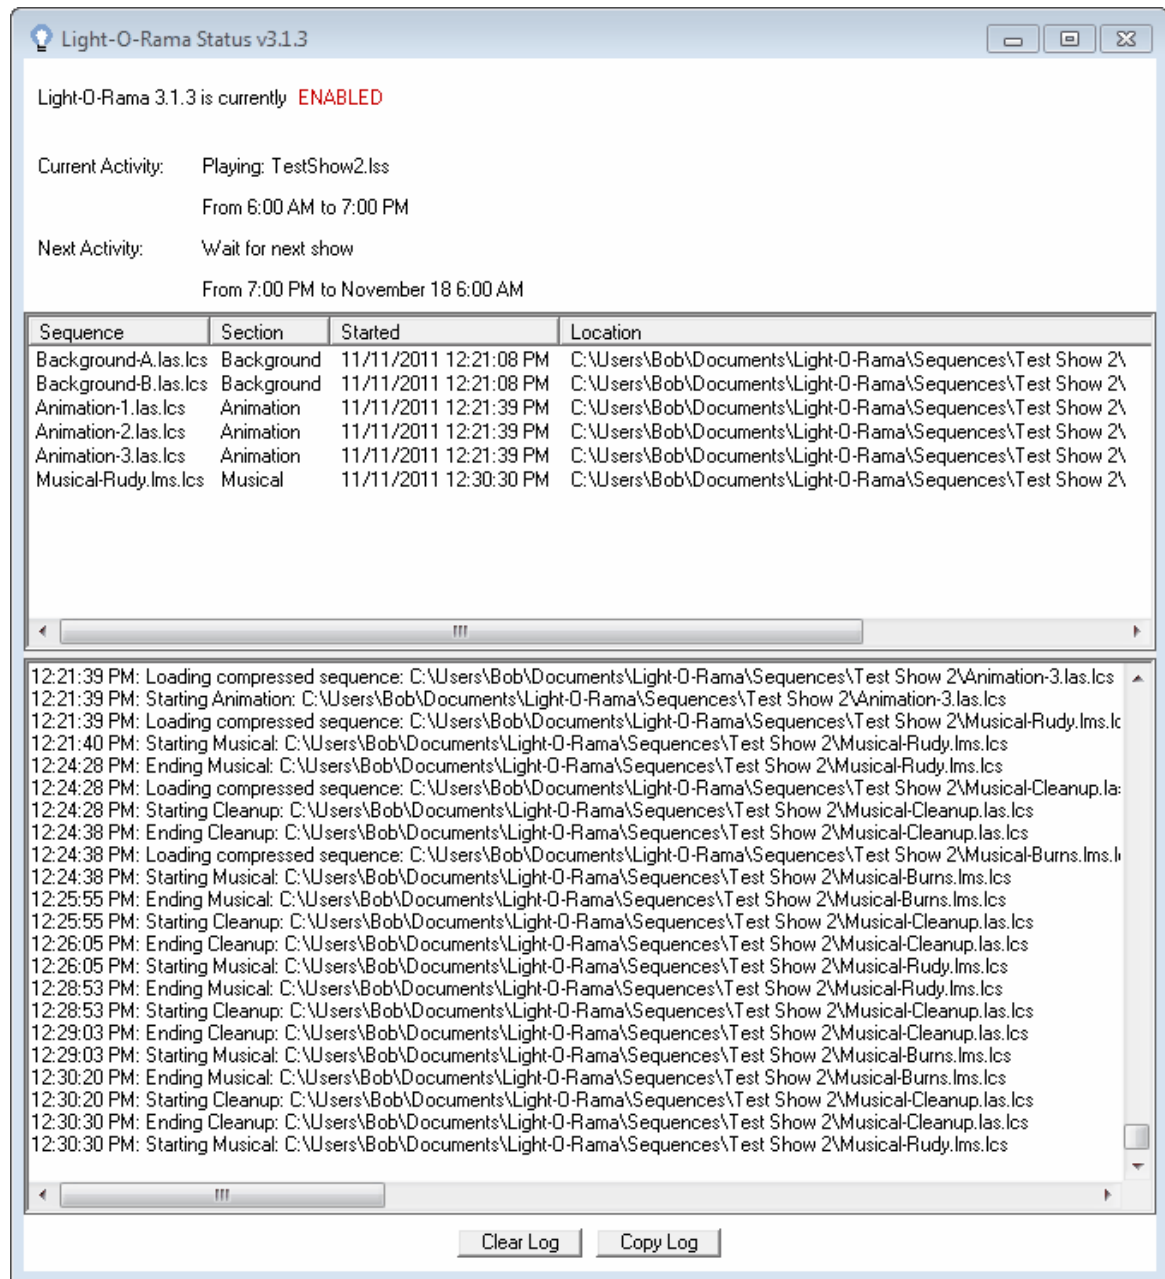 Light-O-Rama Status v3.1.3
Light-O-Rama 3.1.3 is currently ENABLED
Current Activity: Playing: TestShow2.lss
From 6:00 AM to 7:00 PM
Next Activity: Wait for next show
From 7:00 PM to November 18 6:00 AM
Sequence Section Started Location
Background-A.las.lcs Background 11/11/2011 12:21:08 PM C:\Users\Bob\Documents\Light-O-Rama\Sequences\Test Show 2\
Background-B.las.lcs Background 11/11/2011 12:21:08 PM C:\Users\Bob\Documents\Light-O-Rama\Sequences\Test Show 2\
Animation-1.las.lcs Animation 11/11/2011 12:21:39 PM C:\Users\Bob\Documents\Light-O-Rama\Sequences\Test Show 2\
Animation-2.las.lcs Animation 11/11/2011 12:21:39 PM C:\Users\Bob\Documents\Light-O-Rama\Sequences\Test Show 2\
Animation-3.las.lcs Animation 11/11/2011 12:21:39 PM C:\Users\Bob\Documents\Light-O-Rama\Sequences\Test Show 2\
Musical-Rudy.lms.lcs Musical 11/11/2011 12:30:30 PM C:\Users\Bob\Documents\Light-O-Rama\Sequences\Test Show 2\
12:21:39 PM: Loading compressed sequence: C:\Users\Bob\Documents\Light-O-Rama\Sequences\Test Show 2\Animation-3.las.lcs
12:21:39 PM: Starting Animation: C:\Users\Bob\Documents\Light-O-Rama\Sequences\Test Show 2\Animation-3.las.lcs
12:21:39 PM: Loading compressed sequence: C:\Users\Bob\Documents\Light-O-Rama\Sequences\Test Show 2\Musical-Rudy.lms.lc
12:21:40 PM: Starting Musical: C:\Users\Bob\Documents\Light-O-Rama\Sequences\Test Show 2\Musical-Rudy.lms.lcs
12:24:28 PM: Ending Musical: C:\Users\Bob\Documents\Light-O-Rama\Sequences\Test Show 2\Musical-Rudy.lms.lcs
12:24:28 PM: Loading compressed sequence: C:\Users\Bob\Documents\Light-O-Rama\Sequences\Test Show 2\Musical-Cleanup.la
12:24:28 PM: Starting Cleanup: C:\Users\Bob\Documents\Light-O-Rama\Sequences\Test Show 2\Musical-Cleanup.las.lcs
12:24:38 PM: Ending Cleanup: C:\Users\Bob\Documents\Light-O-Rama\Sequences\Test Show 2\Musical-Cleanup.las.lcs
12:24:38 PM: Loading compressed sequence: C:\Users\Bob\Documents\Light-O-Rama\Sequences\Test Show 2\Musical-Burns.lms.l
12:24:38 PM: Starting Musical: C:\Users\Bob\Documents\Light-O-Rama\Sequences\Test Show 2\Musical-Burns.lms.lcs
12:25:55 PM: Ending Musical: C:\Users\Bob\Documents\Light-O-Rama\Sequences\Test Show 2\Musical-Burns.lms.lcs
12:25:55 PM: Starting Cleanup: C:\Users\Bob\Documents\Light-O-Rama\Sequences\Test Show 2\Musical-Cleanup.las.lcs
12:26:05 PM: Ending Cleanup: C:\Users\Bob\Documents\Light-O-Rama\Sequences\Test Show 2\Musical-Cleanup.las.lcs
12:26:05 PM: Starting Musical: C:\Users\Bob\Documents\Light-O-Rama\Sequences\Test Show 2\Musical-Rudy.lms.lcs
12:28:53 PM: Ending Musical: C:\Users\Bob\Documents\Light-O-Rama\Sequences\Test Show 2\Musical-Rudy.lms.lcs
12:28:53 PM: Starting Cleanup: C:\Users\Bob\Documents\Light-O-Rama\Sequences\Test Show 2\Musical-Cleanup.las.lcs
12:29:03 PM: Ending Cleanup: C:\Users\Bob\Documents\Light-O-Rama\Sequences\Test Show 2\Musical-Cleanup.las.lcs
12:29:03 PM: Starting Musical: C:\Users\Bob\Documents\Light-O-Rama\Sequences\Test Show 2\Musical-Burns.lms.lcs
12:30:20 PM: Ending Musical: C:\Users\Bob\Documents\Light-O-Rama\Sequences\Test Show 2\Musical-Burns.lms.lcs
12:30:20 PM: Starting Cleanup: C:\Users\Bob\Documents\Light-O-Rama\Sequences\Test Show 2\Musical-Cleanup.las.lcs
12:30:30 PM: Ending Cleanup: C:\Users\Bob\Documents\Light-O-Rama\Sequences\Test Show 2\Musical-Cleanup.las.lcs
12:30:30 PM: Starting Musical: C:\Users\Bob\Documents\Light-O-Rama\Sequences\Test Show 2\Musical-Rudy.lms.lcs
Clear Log Copy Log